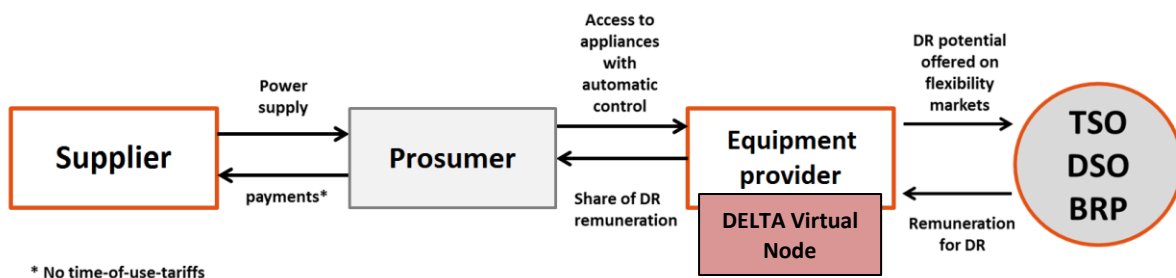 Supplier
Power
supply
payments*
Prosumer
Access to
appliances
with
automatic
control
Share of DR
remuneration
Equipment
provider
DELTA Virtual
Node
DR potential
offered on
flexibility
markets
Remuneration
for DR
TSO
DSO
BRP
* No time-of-use-tariffs